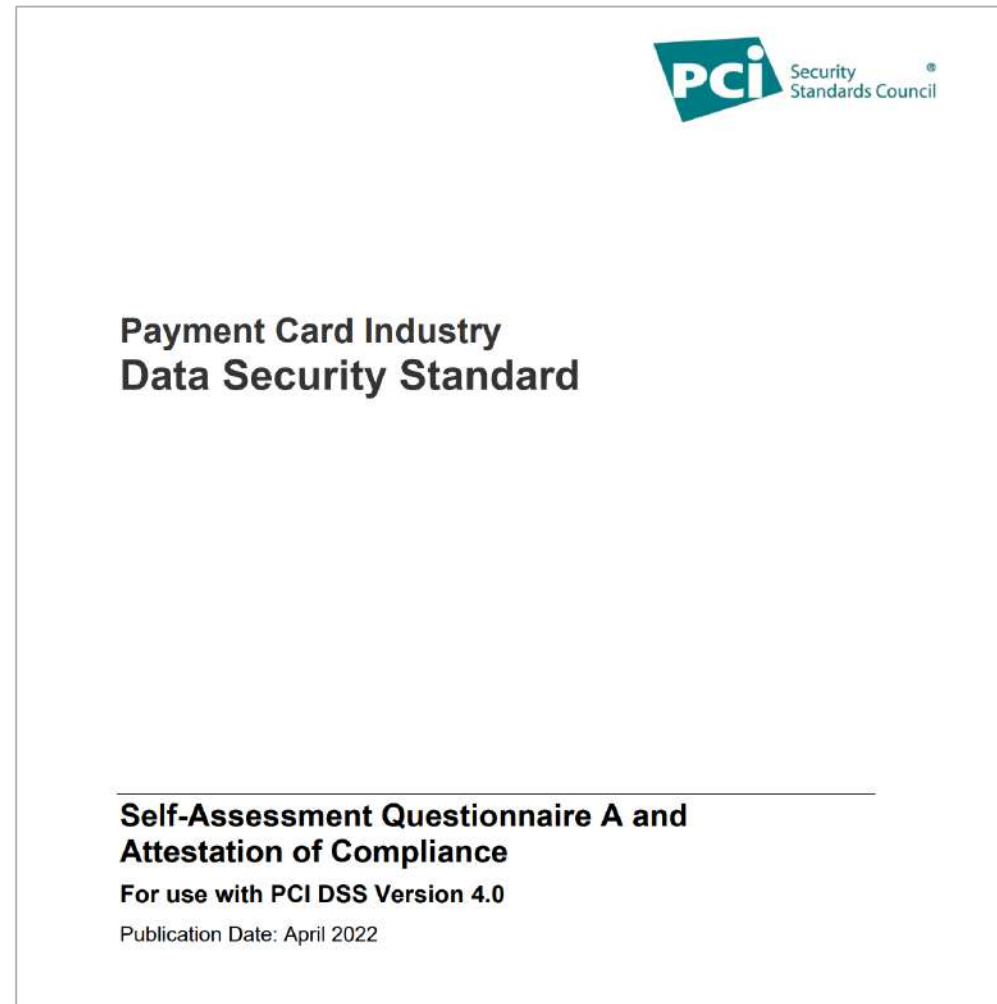 PCI Security ®
Standards Council
Payment Card Industry
Data Security Standard
Self-Assessment Questionnaire A and
Attestation of Compliance
For use with PCI DSS Version 4.0
Publication Date: April 2022